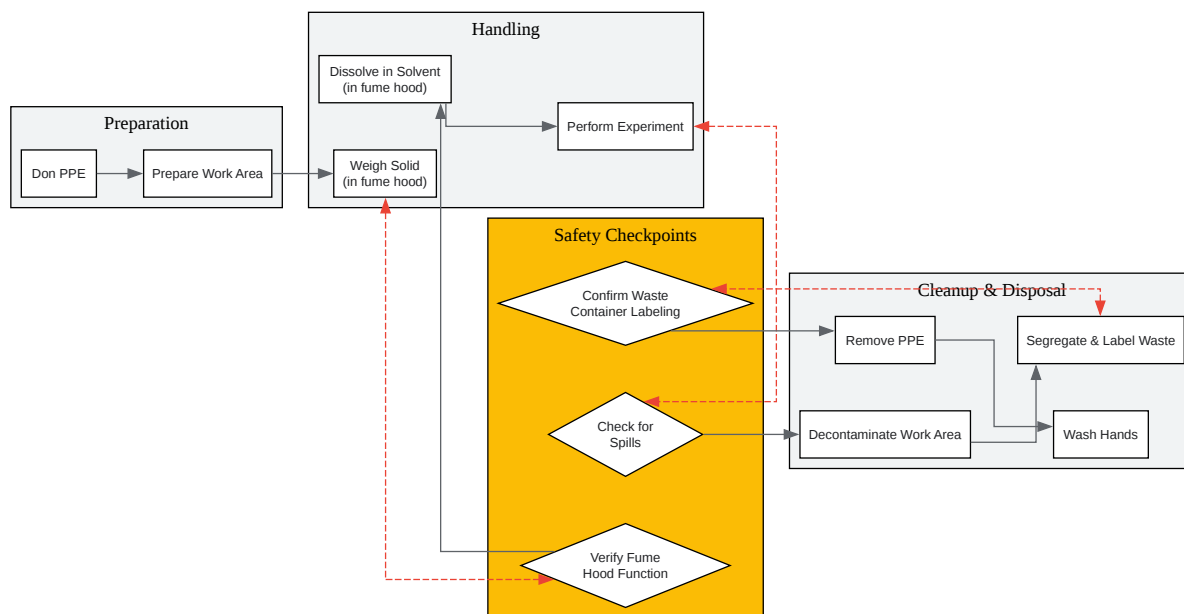 Preparation
Don PPE
Prepare Work Area
Handling
Dissolve in Solvent
(in fume hood)
Perform Experiment
Weigh Solid
(in fume hood)
Safety Checkpoints
Confirm Waste
Container Labeling
Check for
Spills
Verify Fume
Hood Function
Cleanup & Disposal
Remove PPE
Segregate & Label Waste
Decontaminate Work Area
Wash Hands